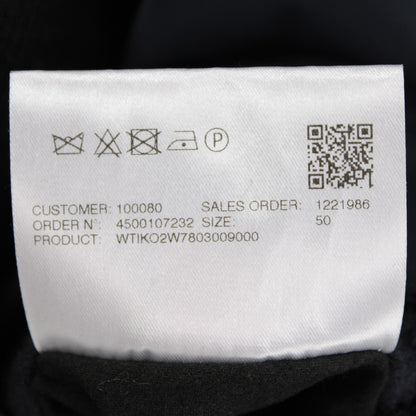 P
CUSTOMER: 100080 SALES ORDER: 1221986
ORDER N°: 4500107232 SIZE: 50
PRODUCT: WTIKO2W7803009000